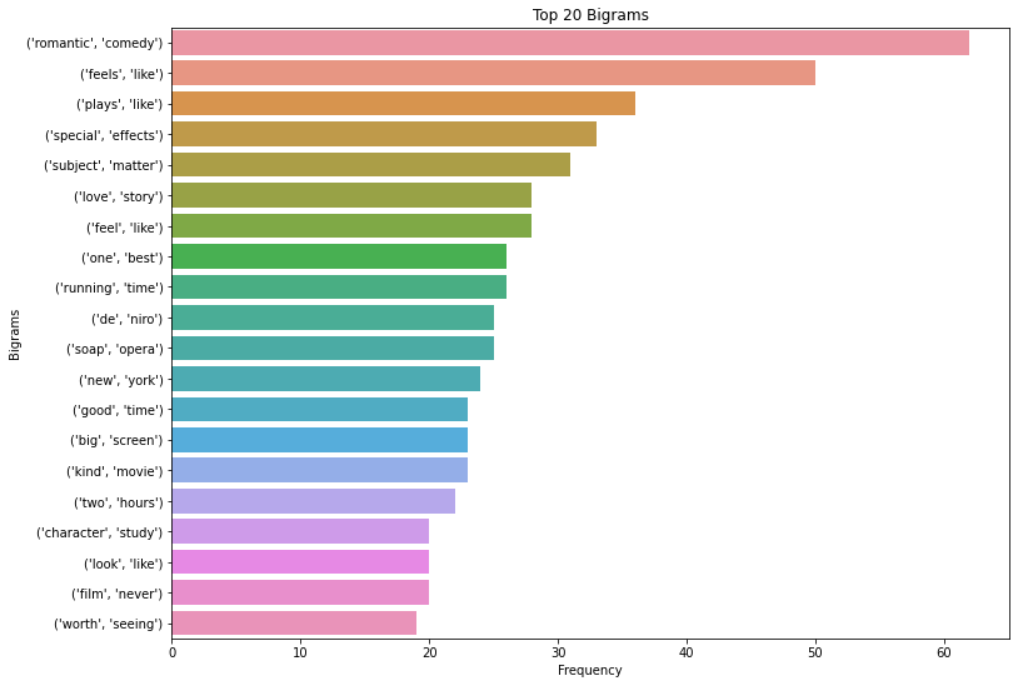 Top 20 Bigrams
('romantic', 'comedy')
('feels', 'like')
('plays', 'like')
('special', 'effects')
('subject', 'matter')
('love', 'story')
('feel', 'like')
('one', 'best')
('running', 'time')
('de', 'niro')
('soap', 'opera')
('new', 'york')
('good', 'time')
('big', 'screen')
('kind', 'movie')
('two', 'hours')
('character', 'study')
('look', 'like')
('film', 'never')
('worth', 'seeing')
Bigrams
0 10 20 30 40 50 60
Frequency